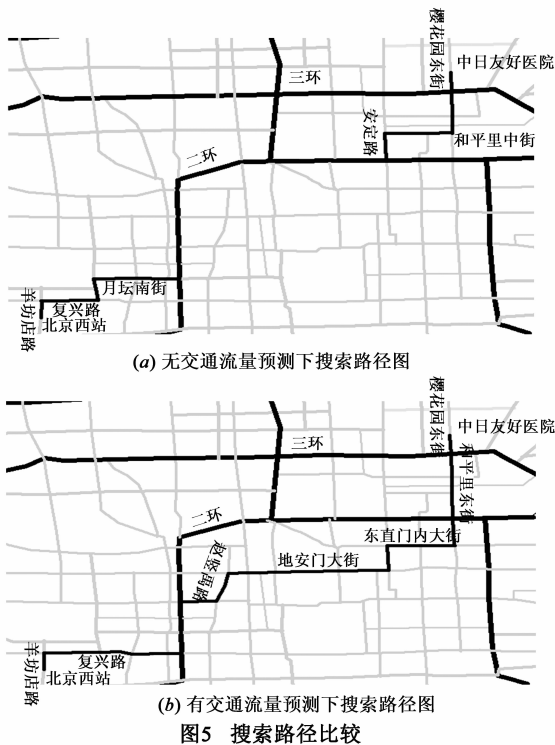 樱花园东街
中日友好医院
三环
安定路
和平里中街
二环
月坛南街
羊坊店路
复兴路
北京西站
(a) 无交通流量预测下搜索路径图
樱花园东街
中日友好医院
三环
和平里东街
二环
东直门内大街
赵登禹路
地安门大街
羊坊店路
复兴路
北京西站
(b) 有交通流量预测下搜索路径图
图5 搜索路径比较